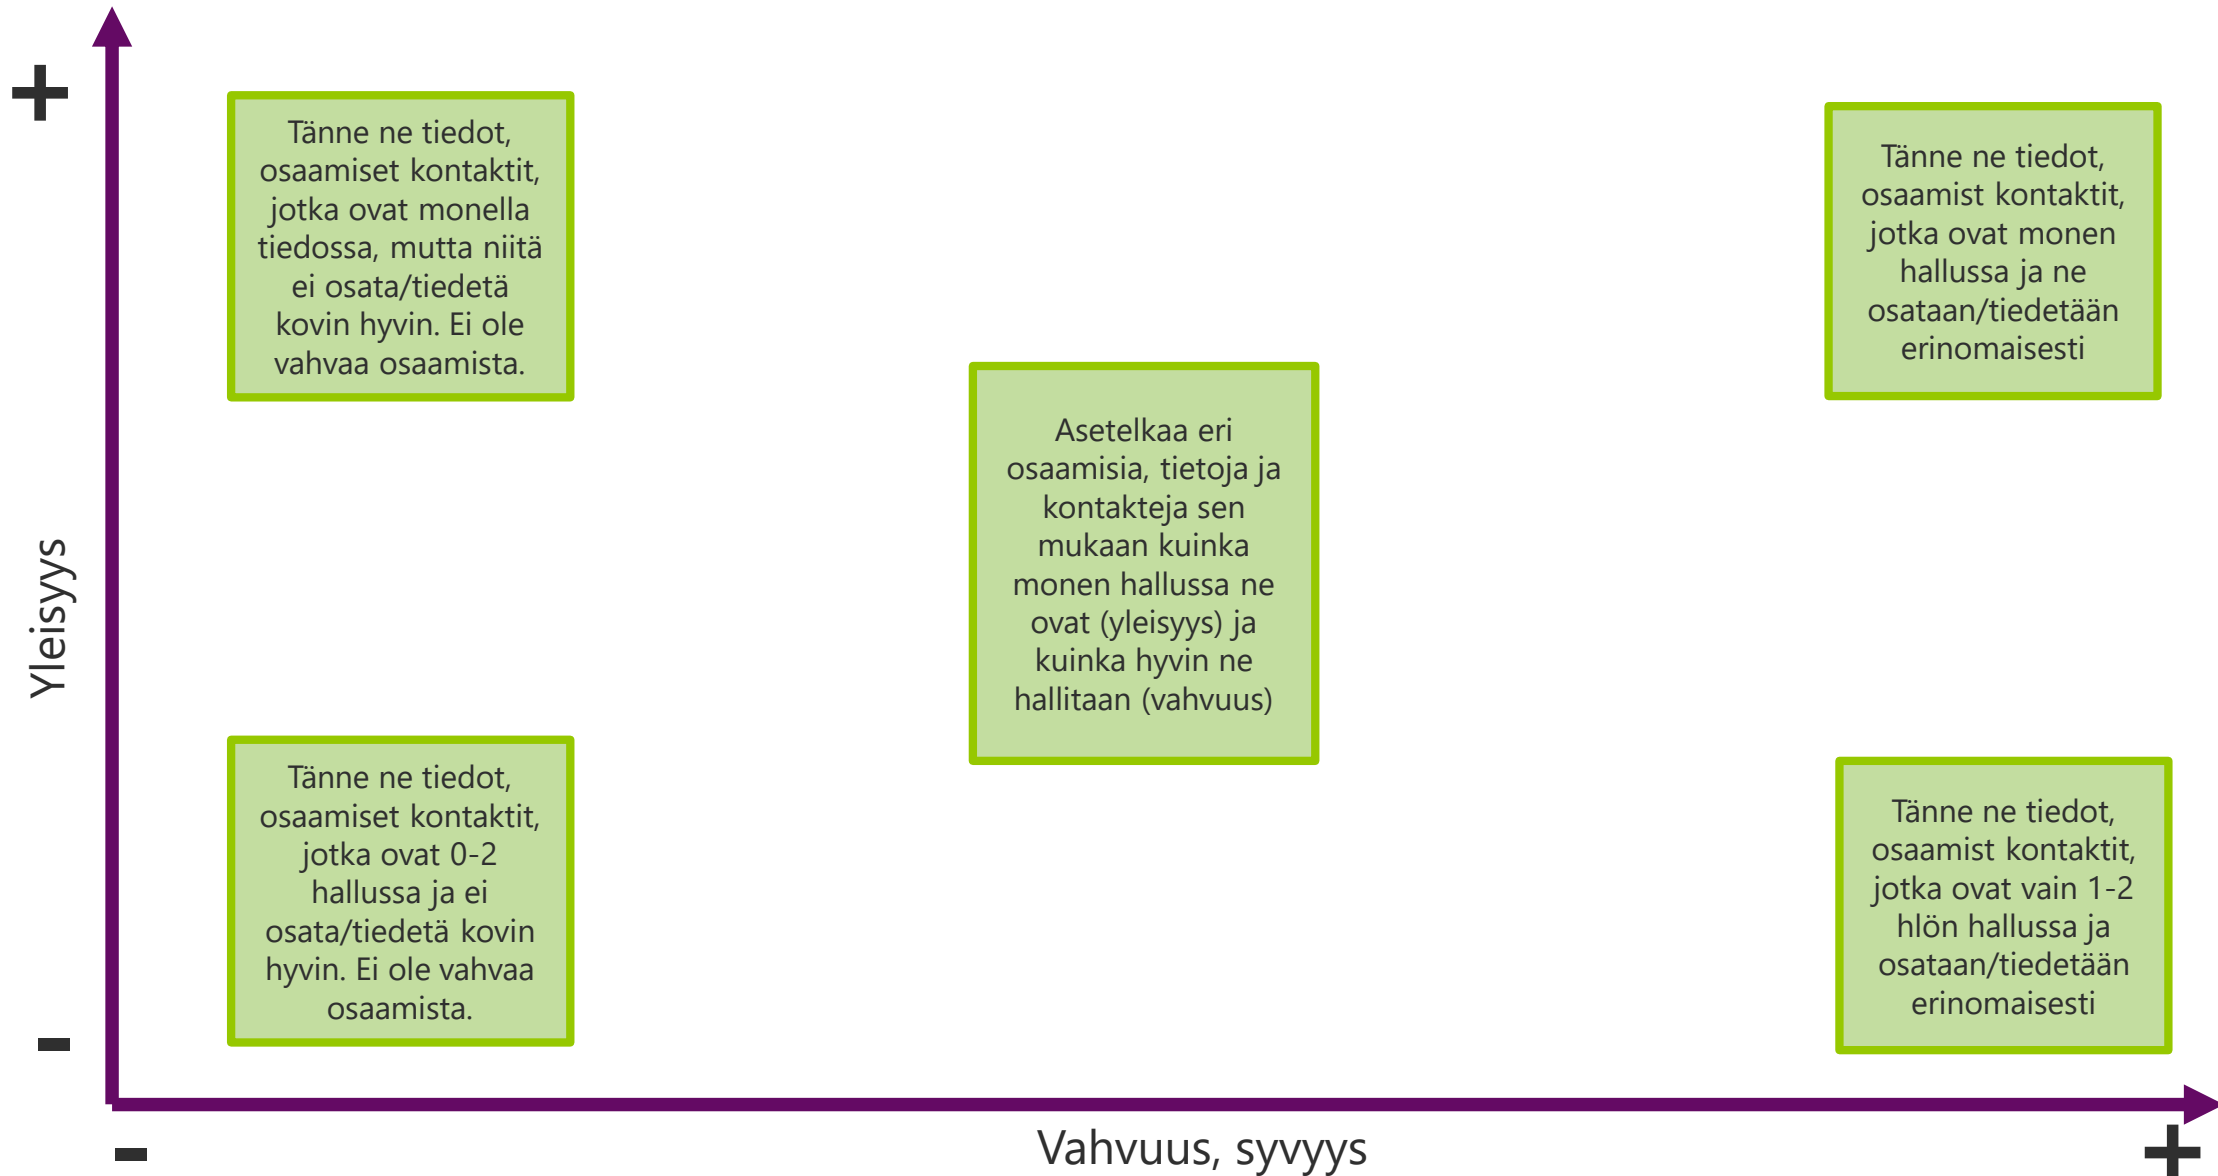 +
Tänne ne tiedot,
osaamiset kontaktit,
jotka ovat monella
tiedossa, mutta niitä
ei osata/tiedetä
kovin hyvin. Ei ole
vahvaa osaamista.
Tänne ne tiedot,
osaamist kontaktit,
jotka ovat monen
hallussa ja ne
osataan/tiedetään
erinomaisesti
Asetelkaa eri
osaamisia, tietoja ja
kontakteja sen
mukaan kuinka
monen hallussa ne
ovat (yleisyys) ja
kuinka hyvin ne
hallitaan (vahvuus)
Yleisyys
Tänne ne tiedot,
osaamiset kontaktit,
jotka ovat 0-2
hallussa ja ei
osata/tiedetä kovin
hyvin. Ei ole vahvaa
osaamista.
Tänne ne tiedot,
osaamist kontaktit,
jotka ovat vain 1-2
hlön hallussa ja
osataan/tiedetään
erinomaisesti
-
-
Vahvuus, syvyys
+